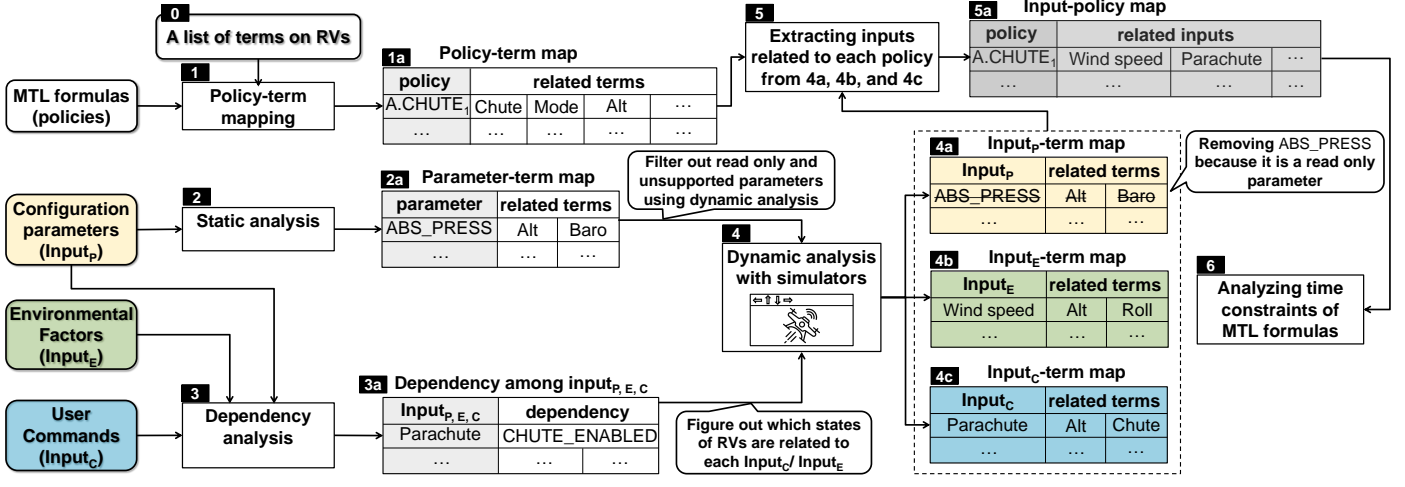 0
A list of terms on RVs
MTL formulas
(policies)
1
Policy-term
mapping
1a
Policy-term map
policy
related terms
A.CHUTE1
Chute
Mode
Alt
…
…
…
…
…
5
Extracting inputs
related to each policy
from 4a, 4b, and 4c
5a
Input-policy map
policy
related inputs
A.CHUTE1
Wind speed
Parachute
…
…
…
…
Configuration
parameters
(InputP)
2
Static analysis
2a
Parameter-term map
parameter
related terms
ABS_PRESS
Alt
Baro
…
…
…
Filter out read only and
unsupported parameters
using dynamic analysis
4
Dynamic analysis
with simulators
4a
InputP-term map
InputP
related terms
ABS_PRESS
Alt
Baro
…
…
…
Removing ABS_PRESS
because it is a read only
parameter
Environmental
Factors
(InputE)
4b
InputE-term map
InputE
related terms
Wind speed
Alt
Roll
…
…
…
6
Analyzing time
constraints of
MTL formulas
User
Commands
(InputC)
3
Dependency
analysis
3a
Dependency among inputP, E, C
InputP, E, C
dependency
Parachute
CHUTE_ENABLED
…
…
…
Figure out which states
of RVs are related to
each InputC/ InputE
4c
InputC-term map
InputC
related terms
Parachute
Alt
Chute
…
…
…